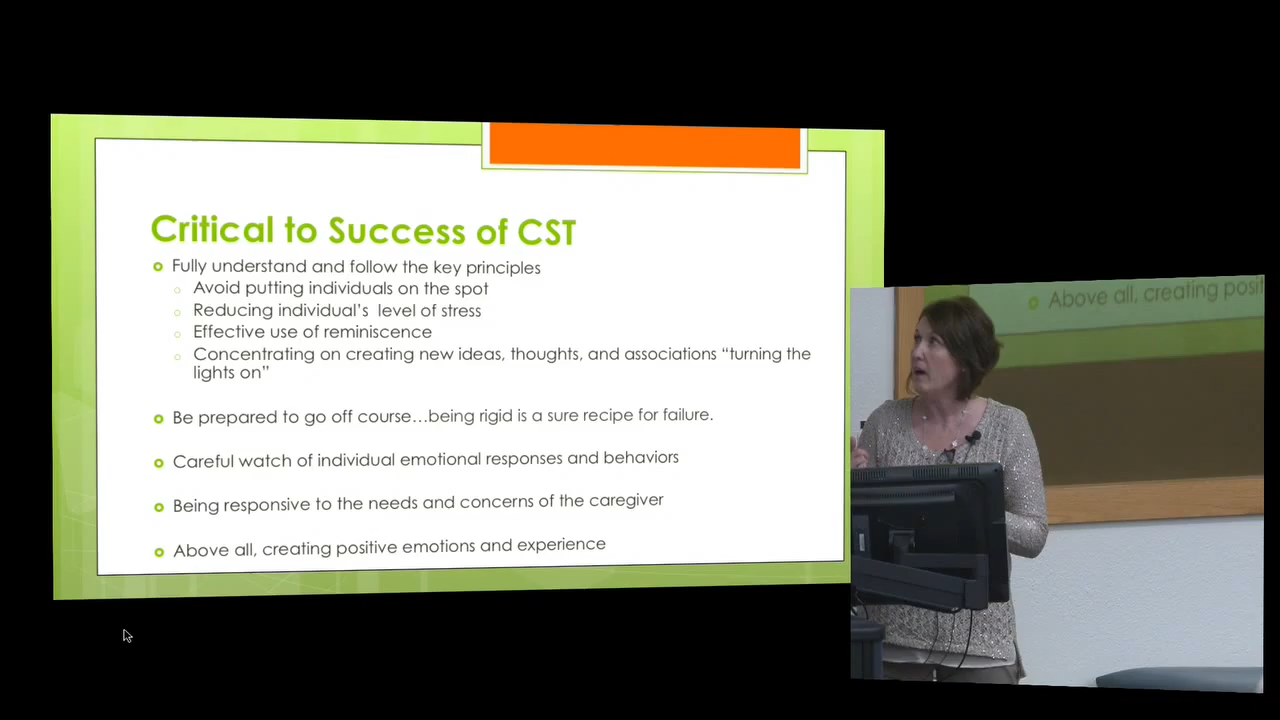 Critical to Success of CST
Fully understand and follow the key principles
Avoid putting individuals on the spot
Reducing individual's level of stress
Effective use of reminiscence
Concentrating on creating new ideas, thoughts, and associations “turning the
lights on”
Be prepared to go off course...being rigid is a sure recipe for failure.
Careful watch of individual emotional responses and behaviors
Being responsive to the needs and concerns of the caregiver
Above all, creating positive emotions and experience
Above all, creating posit